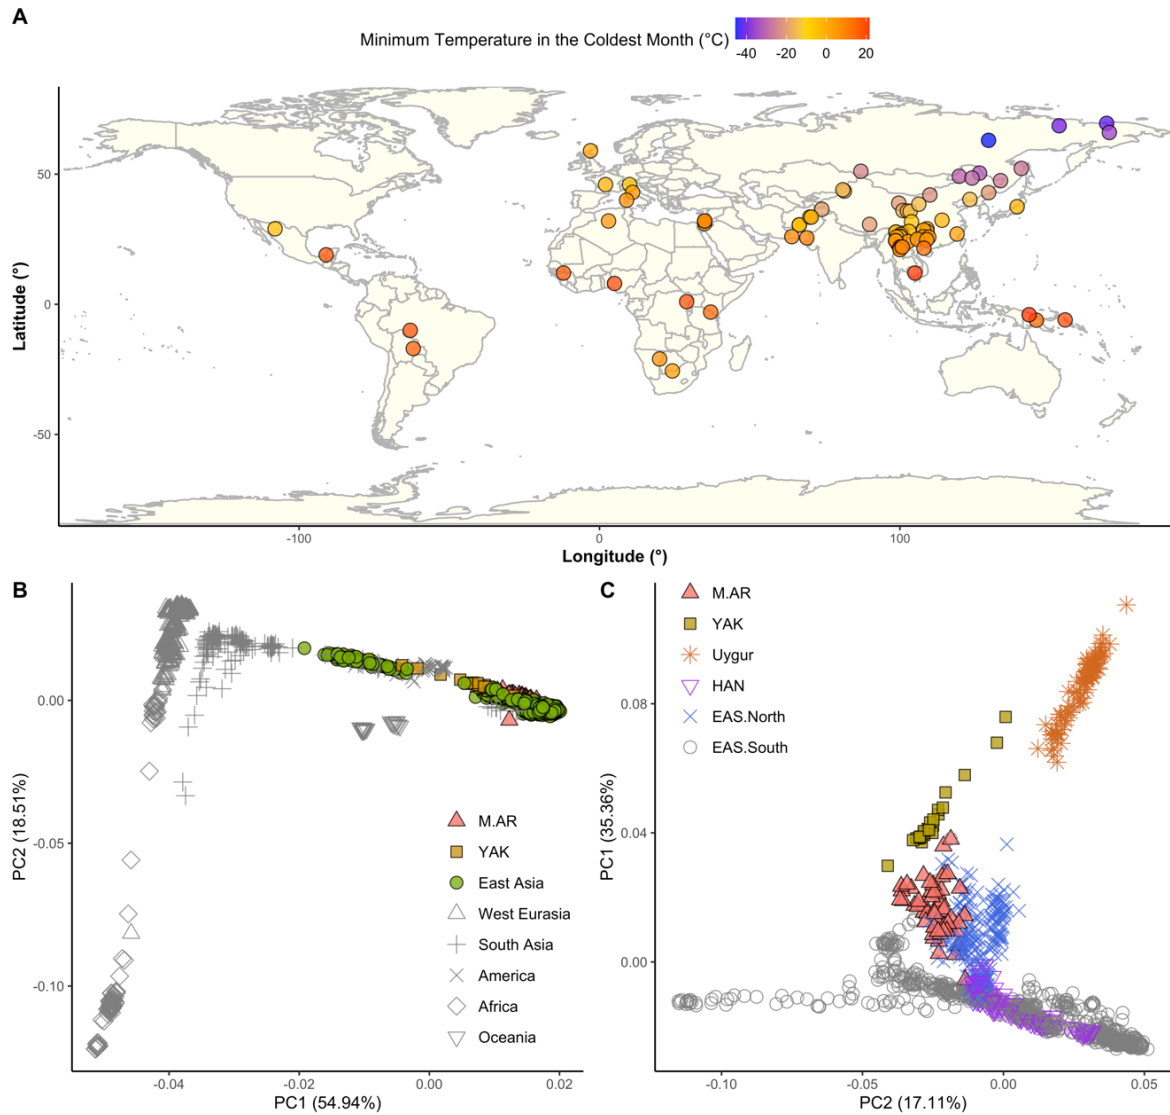 A
Minimum Temperature in the Coldest Month (°C)
-40 -20 0 20
Latitude (°)
50
0
-50
-100 0 100
Longitude (°)
B
PC2 (18.51%)
0.00
-0.05
-0.10
M.AR
YAK
East Asia
West Eurasia
South Asia
America
Africa
Oceania
-0.04 0.00 0.02
PC1 (54.94%)
C
M.AR
YAK
Uygur
HAN
EAS.North
EAS.South
PC1 (35.36%)
0.08
0.04
0.00
-0.10 -0.05 0.00 0.05
PC2 (17.11%)